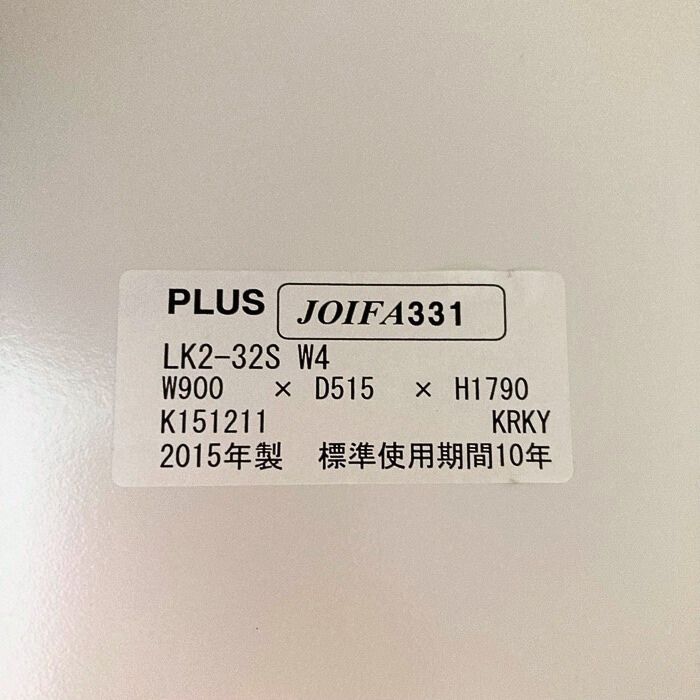 PLUS JOIFA331
LK2-32S W4
W900 × D515 × H1790
K151211 KRKY
2015年製 標準使用期間10年